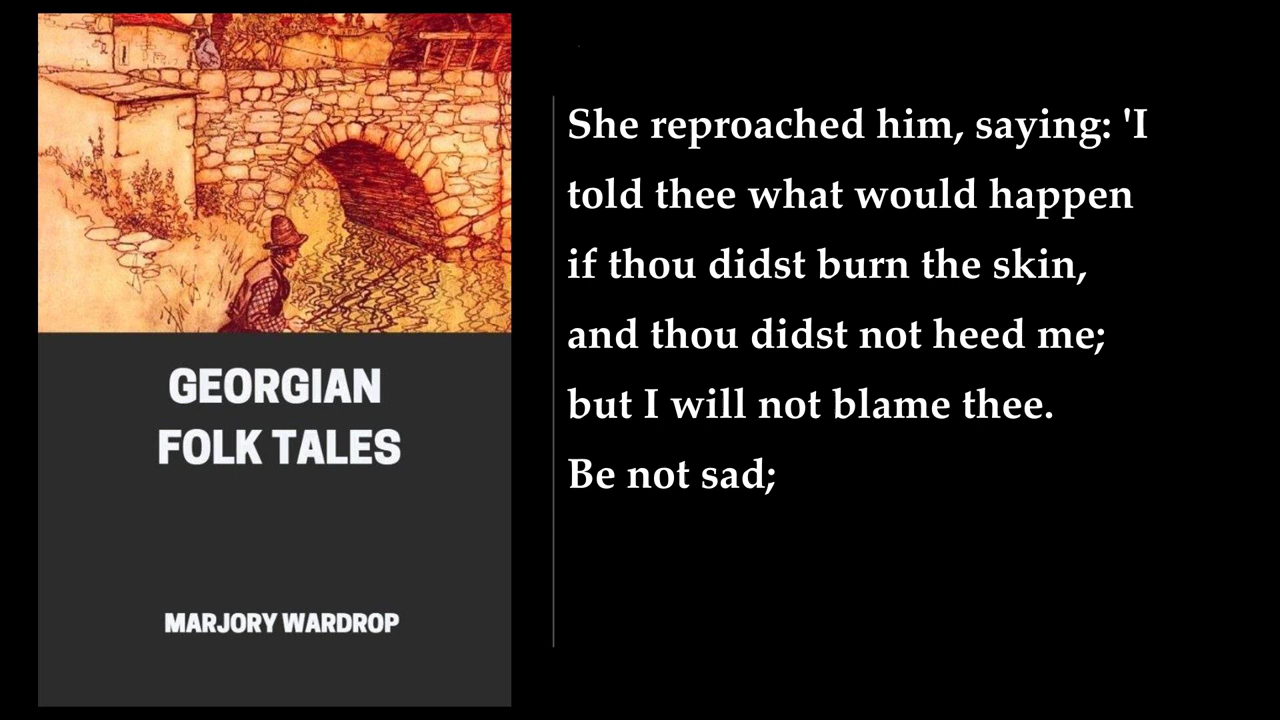 GEORGIAN
FOLK TALES
MARJORY WARDROP
She reproached him, saying: 'I
told thee what would happen
if thou didst burn the skin,
and thou didst not heed me;
but I will not blame thee.
Be not sad;